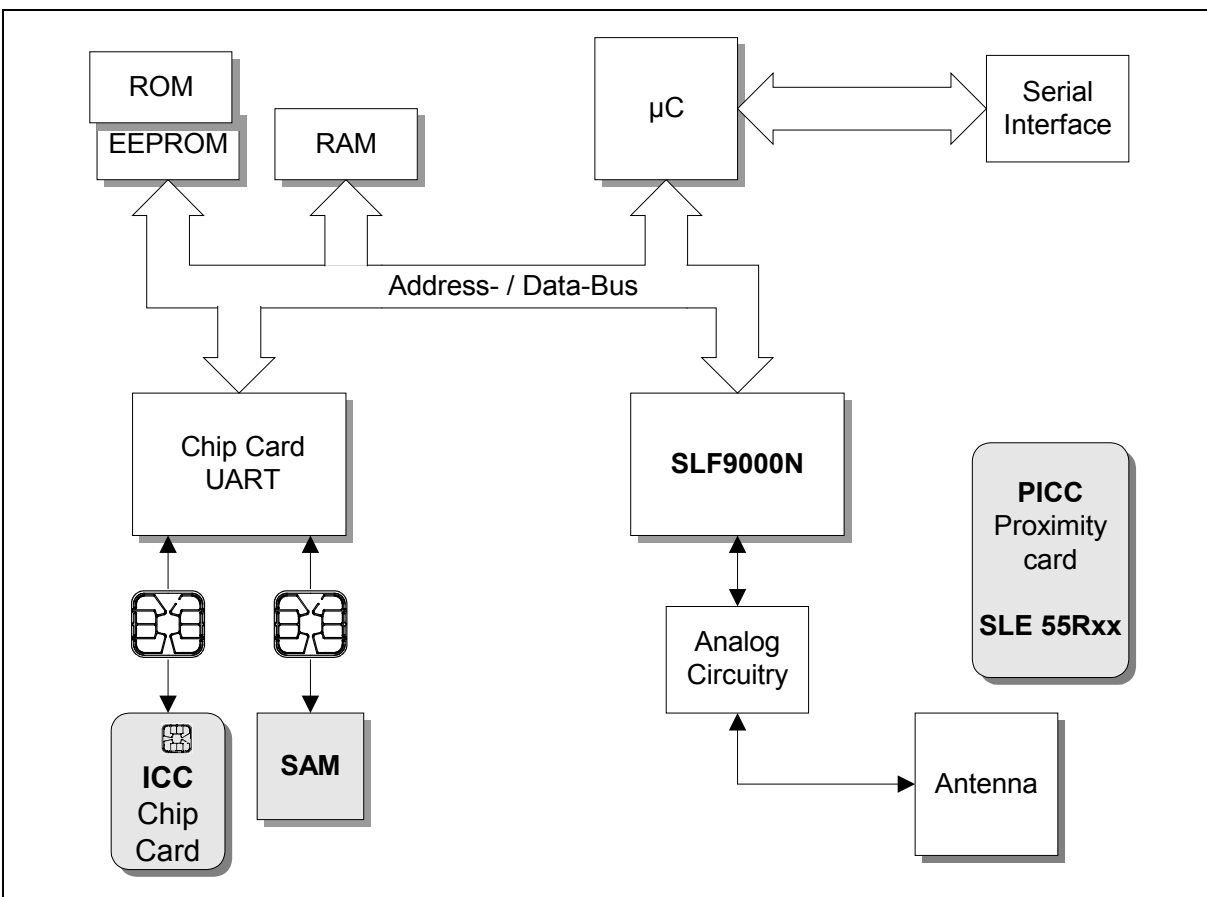 ROM
EEPROM
RAM
µC
Serial
Interface
Address- / Data-Bus
Chip Card
UART
SLF9000N
PICC
Proximity
card
SLE 55Rxx
Analog
Circuitry
ICC
Chip
Card
SAM
Antenna